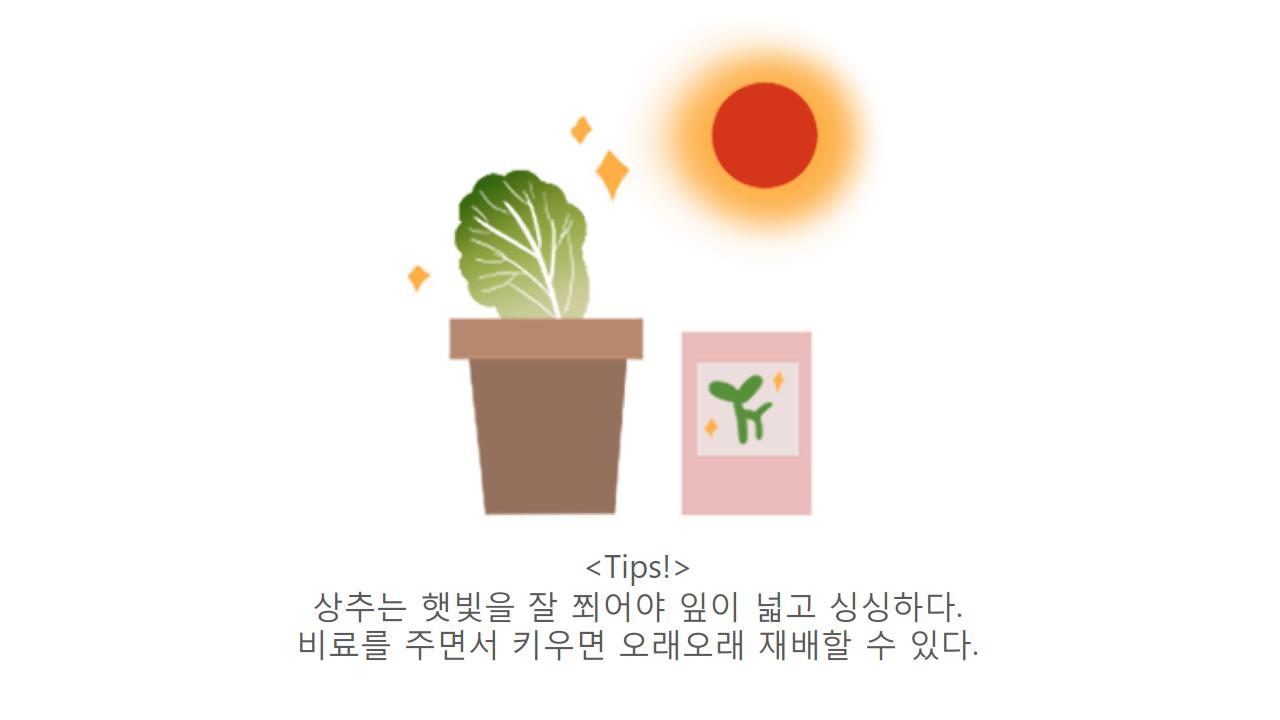 <Tips!>
상추는 햇빛을 잘 쬐어야 잎이 넓고 싱싱하다.
비료를 주면서 키우면 오래오래 재배할 수 있다.